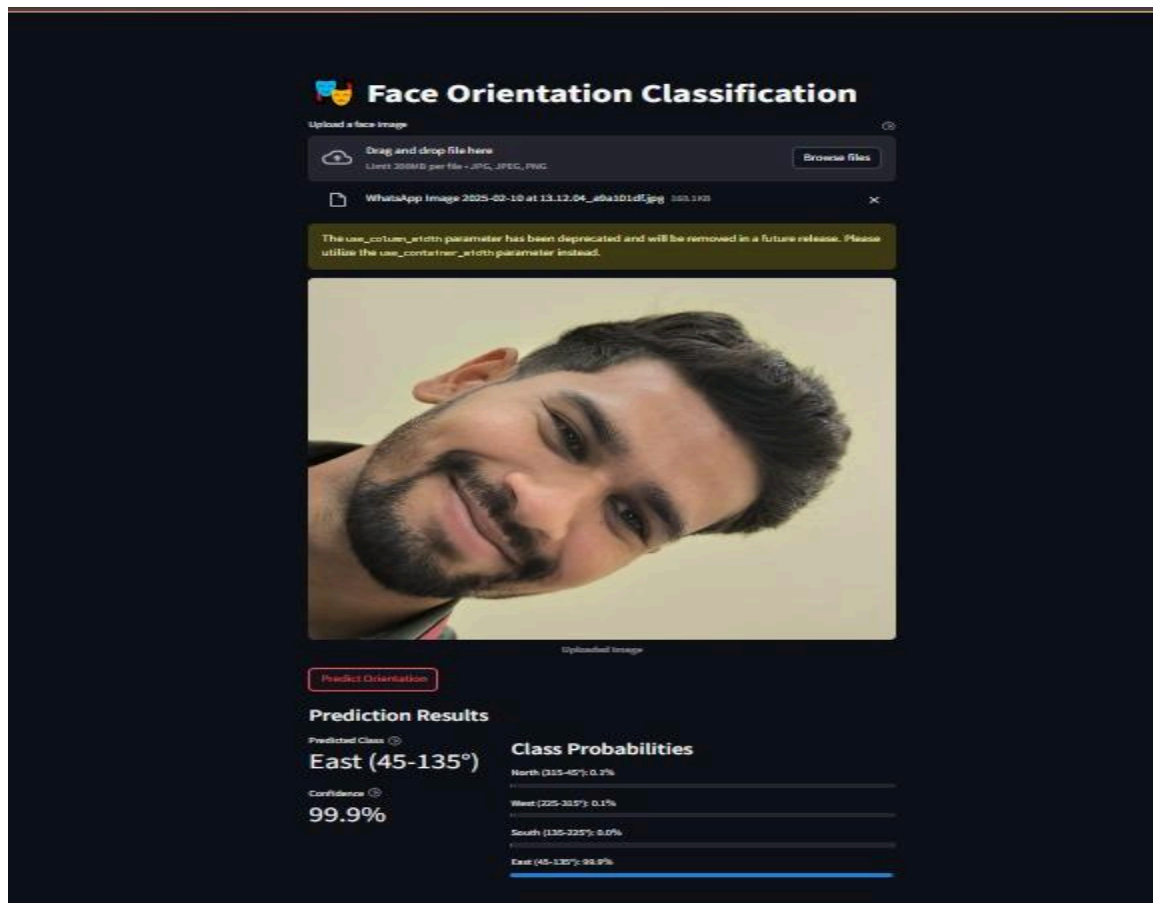 Face Orientation Classification
Upload a face image
Drag and drop file here
Limit 200MB per file • JPG, JPEG, PNG
Browse files
WhatsApp Image 2025-02-10 at 13.12.04_a9a101df.jpg
The use_column_width parameter has been deprecated and will be removed in a future release. Please
utilize the use_container_width parameter instead.
Uploaded Image
Predict Orientation
Prediction Results
Predicted Class
East (45-135°)
Confidence
99.9%
Class Probabilities
North (315-45°):
West (225-315°): 0.1%
South (135-225°): 0.0%
East (45-135°): 99.9%